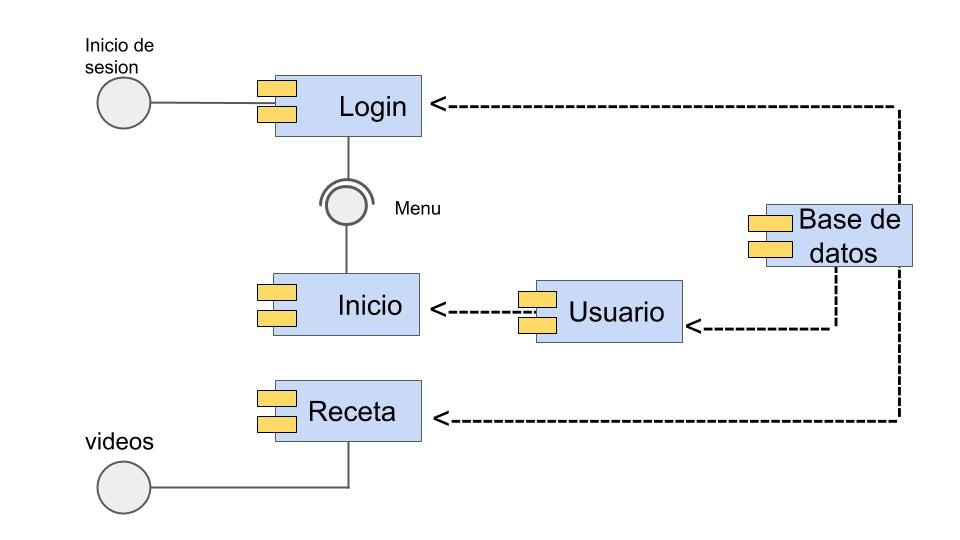 Inicio de
sesion
Login
Menu
Base de
datos
Inicio
Usuario
Receta
videos